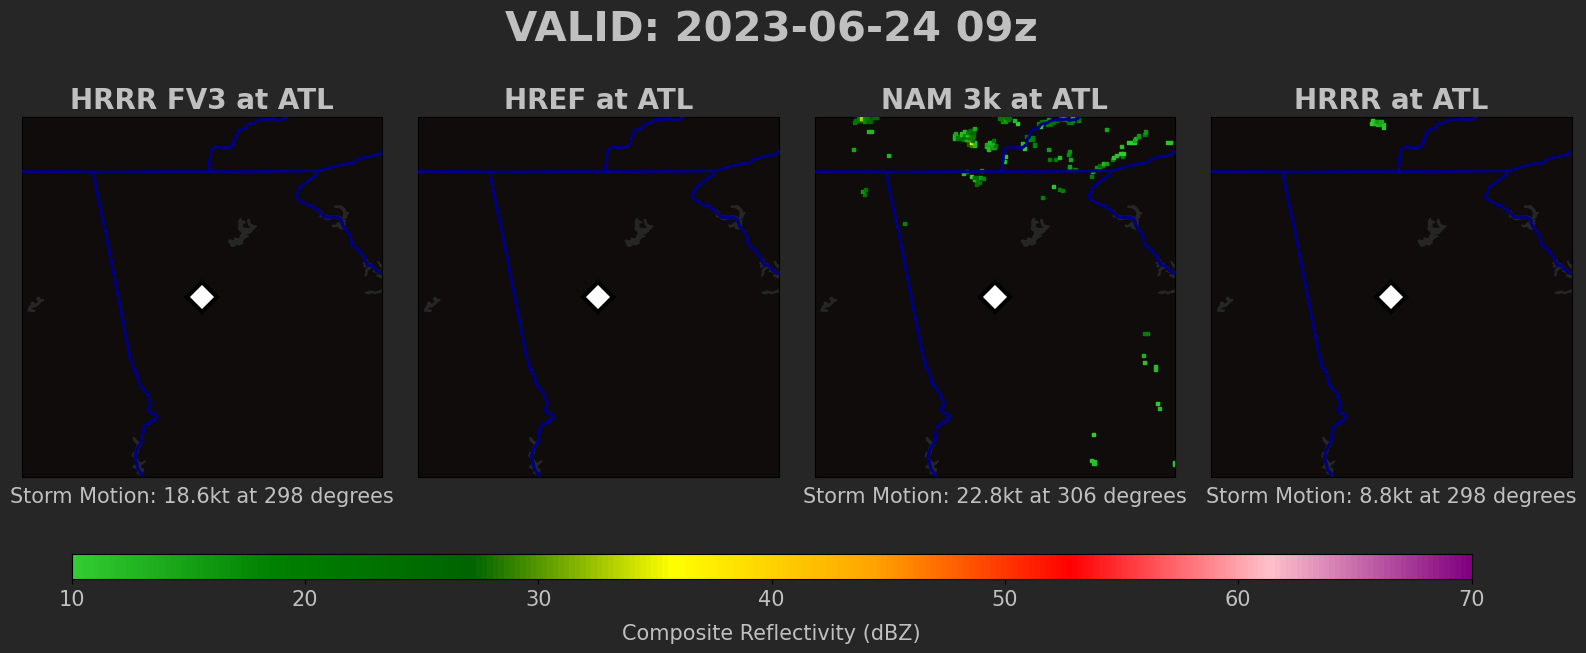 VALID: 2023-06-24 09z
HRRR FV3 at ATL
HREF at ATL
NAM 3k at ATL
HRRR at ATL
Storm Motion: 18.6kt at 298 degrees
Storm Motion: 22.8kt at 306 degrees
Storm Motion: 8.8kt at 298 degrees
10 20 30 40 50 60 70
Composite Reflectivity (dBZ)